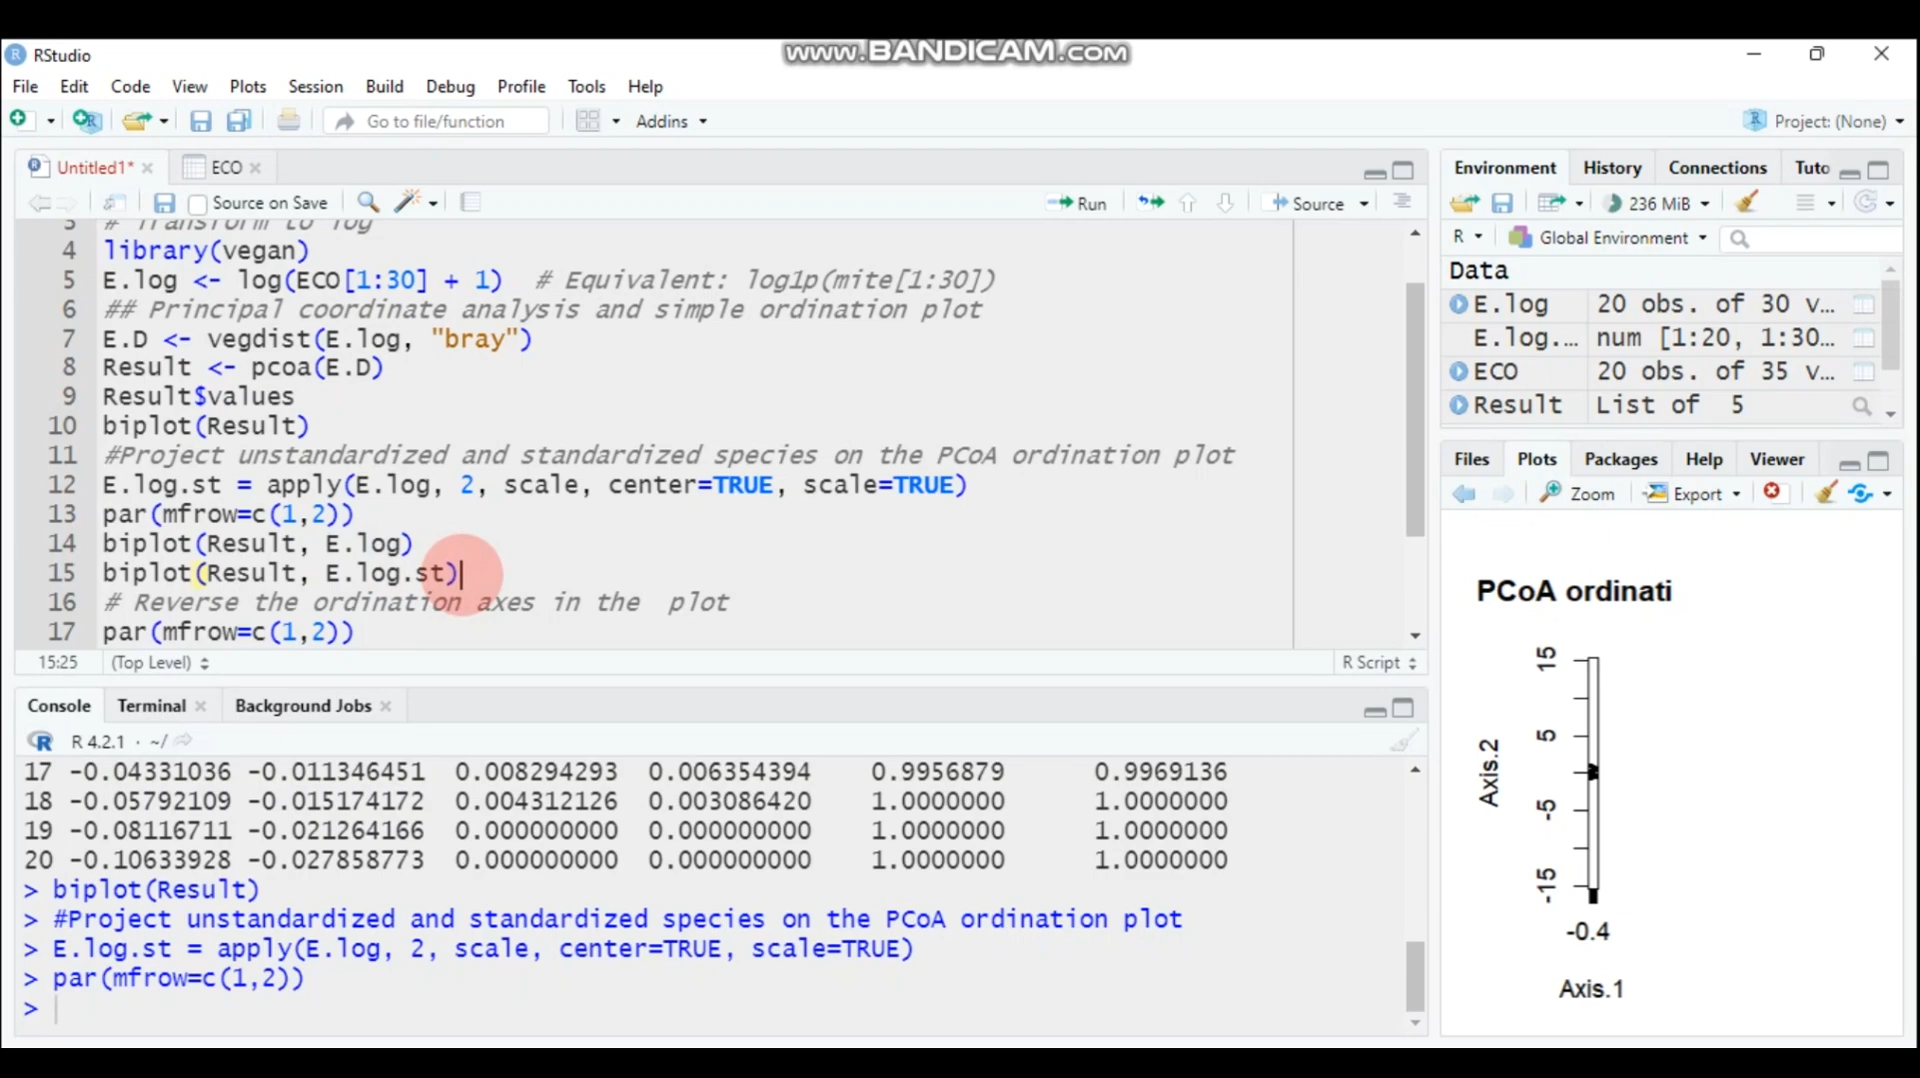 www.BANDICAM.com
RStudio
File Edit Code View Plots Session Build Debug Profile Tools Help
Go to file/function Addins Project: (None)
Untitled1* ECO
Source on Save Run Source
3 # Transform to log
4 library(vegan)
5 E.log <- log(ECO[1:30] + 1) # Equivalent: log1p(mite[1:30])
6 ## Principal coordinate analysis and simple ordination plot
7 E.D <- vegdist(E.log, "bray")
8 Result <- pcoa(E.D)
9 Result$values
10 biplot(Result)
11 #Project unstandardized and standardized species on the PCoA ordination plot
12 E.log.st = apply(E.log, 2, scale, center=TRUE, scale=TRUE)
13 par(mfrow=c(1,2))
14 biplot(Result, E.log)
15 biplot(Result, E.log.st)
16 # Reverse the ordination axes in the plot
17 par(mfrow=c(1,2))
15:25 (Top Level) R Script
Console Terminal Background Jobs
R 4.2.1 · ~/
17 -0.04331036 -0.011346451 0.008294293 0.006354394 0.9956879 0.9969136
18 -0.05792109 -0.015174172 0.004312126 0.003086420 1.0000000 1.0000000
19 -0.08116711 -0.021264166 0.000000000 0.000000000 1.0000000 1.0000000
20 -0.10633928 -0.027858773 0.000000000 0.000000000 1.0000000 1.0000000
> biplot(Result)
> #Project unstandardized and standardized species on the PCoA ordination plot
> E.log.st = apply(E.log, 2, scale, center=TRUE, scale=TRUE)
> par(mfrow=c(1,2))
>
Environment History Connections Tuto
236 MiB
R Global Environment
Data
E.log 20 obs. of 30 v…
E.log.… num [1:20, 1:30…
ECO 20 obs. of 35 v…
Result List of 5
Files Plots Packages Help Viewer
Zoom Export
PCoA ordinati
15
5
-5
-15
Axis.2
-0.4
Axis.1